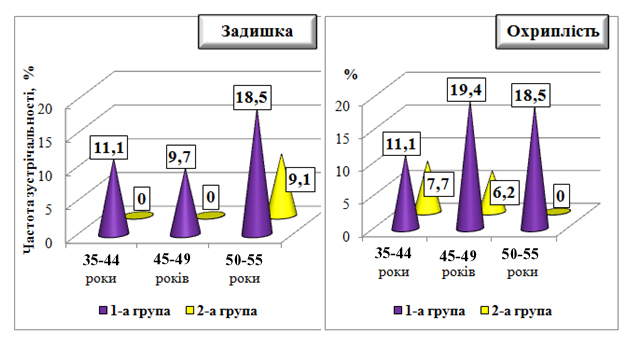 Задишка
Частота зустрічальності, %
20
15
10
5
0
11,1
0
9,7
0
18,5
9,1
35-44
роки
45-49
років
50-55
роки
1-а група
2-а група
Охриплість
%
20
15
10
5
0
11,1
7,7
19,4
6,2
18,5
0
35-44
роки
45-49
років
50-55
роки
1-а група
2-а група